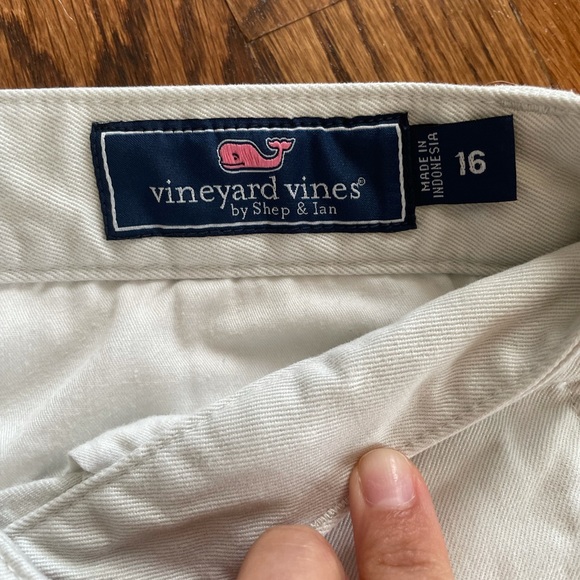 vineyard vines®
by Shep & Ian
MADE IN
INDONESIA
16